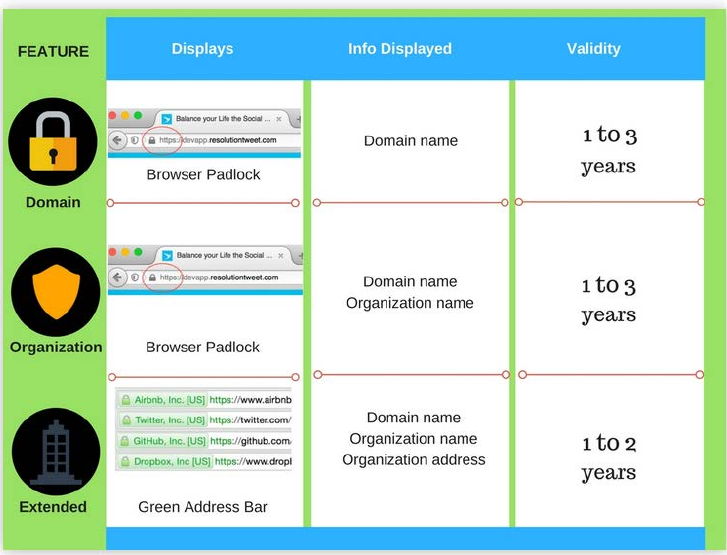 FEATURE
Displays
Info Displayed
Validity
Balance your Life the Social ...
https://devapp.resolutiontweet.com
Browser Padlock
Domain name
1 to 3
years
Domain
Balance your Life the Social ...
https://devapp.resolutiontweet.com
Browser Padlock
Domain name
Organization name
1 to 3
years
Organization
Airbnb, Inc. [US] https://www.airbnb
Twitter, Inc. [US] https://twitter.com/
GitHub, Inc. [US] https://github.com
Dropbox, Inc [US] https://www.dropl
Green Address Bar
Domain name
Organization name
Organization address
1 to 2
years
Extended